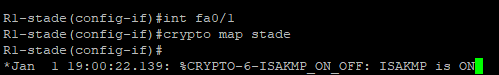 R1-stade(config-if)#int fa0/1
R1-stade(config-if)#crypto map stade
R1-stade(config-if)#
*Jan  1 19:00:22.139: %CRYPTO-6-ISAKMP_ON_OFF: ISAKMP is ON